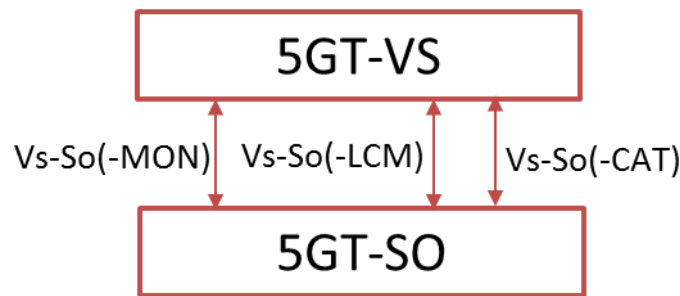 5GT-VS
Vs-So(-MON)
Vs-So(-LCM)
Vs-So(-CAT)
5GT-SO